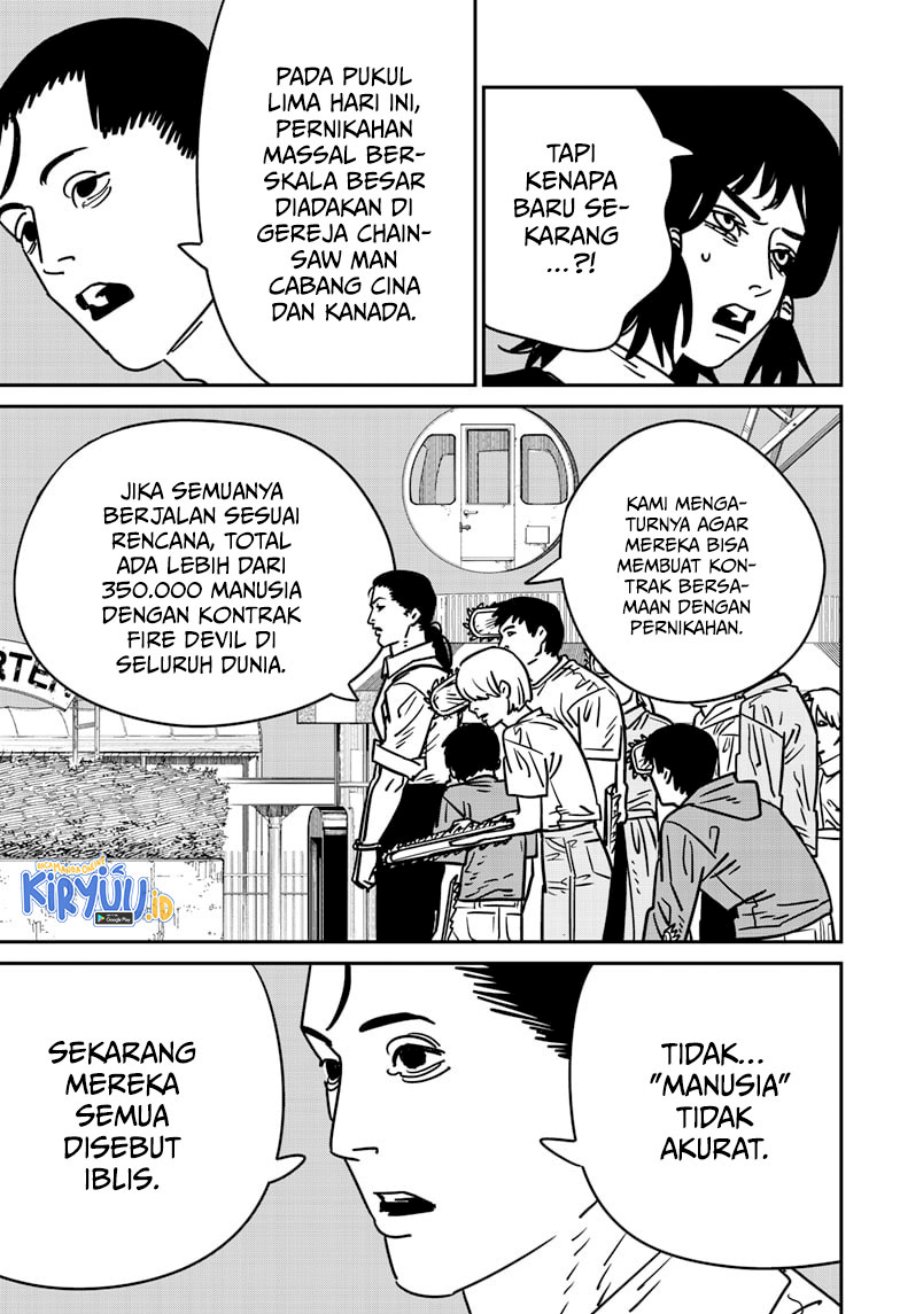 TAPI
KENAPA
BARU SE-
KARANG
...?!
PADA PUKUL
LIMA HARI INI,
PERNIKAHAN
MASSAL BER-
SKALA BESAR
DIADAKAN DI
GEREJA CHAIN-
SAW MAN
CABANG CINA
DAN KANADA.
KAMI MENGA-
TURNYA AGAR
MEREKA BISA
MEMBUAT KON-
TRAK BERSA-
MAAN DENGAN
PERNIKAHAN.
JIKA SEMUANYA
BERJALAN SESUAI
RENCANA, TOTAL
ADA LEBIH DARI
350.000 MANUSIA
DENGAN KONTRAK
FIRE DEVIL DI
SELURUH DUNIA.
RTEN
KIRYUU.iD
Google Play
TIDAK...
"MANUSIA"
TIDAK
AKURAT.
SEKARANG
MEREKA
SEMUA
DISEBUT
IBLIS.